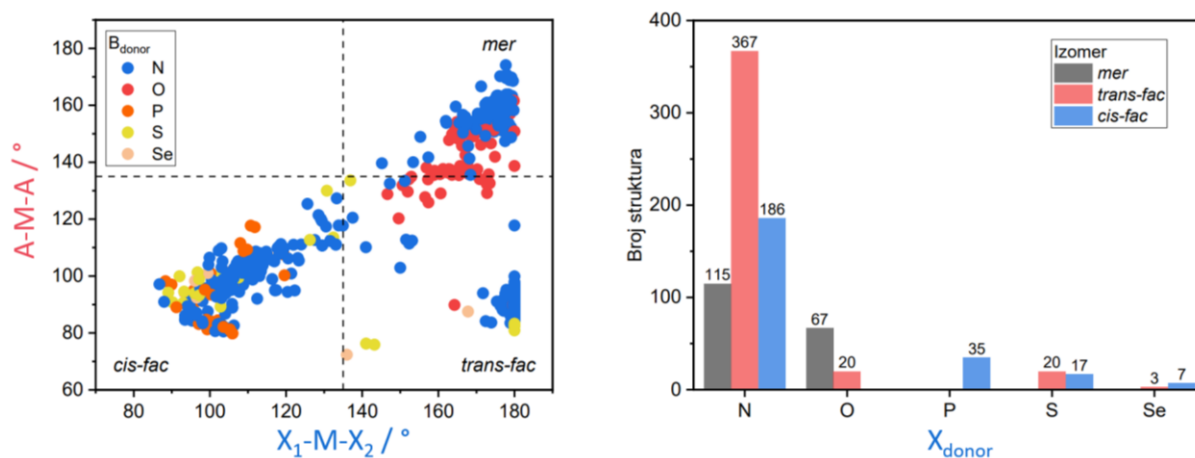 A-M-A / °
180
160
140
120
100
80
60
B donor
N
O
P
S
Se
mer
cis-fac
trans-fac
80 100 120 140 160 180
X₁-M-X₂ / °
Broj struktura
400
300
200
100
0
Izomer
mer
trans-fac
cis-fac
115 367 186
67 20
35
20 17
3 7
N O P S Se
X donor